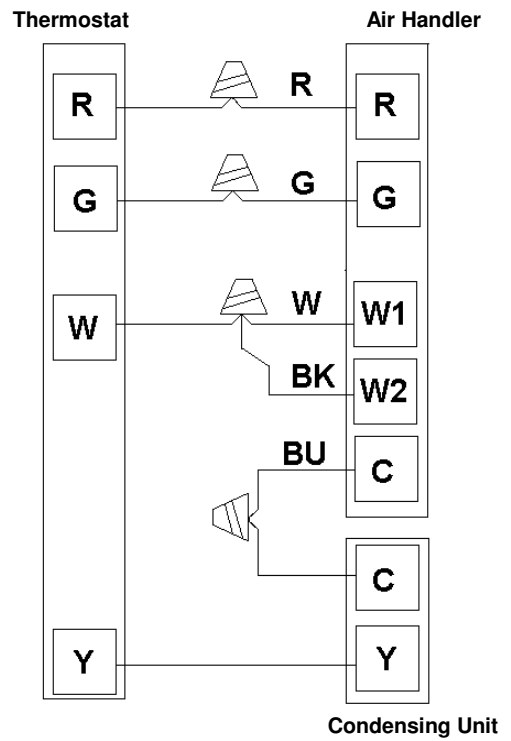 Thermostat Air Handler
R R R
G G G
W W W1
BK W2
BU C
C
Y Y
Condensing Unit